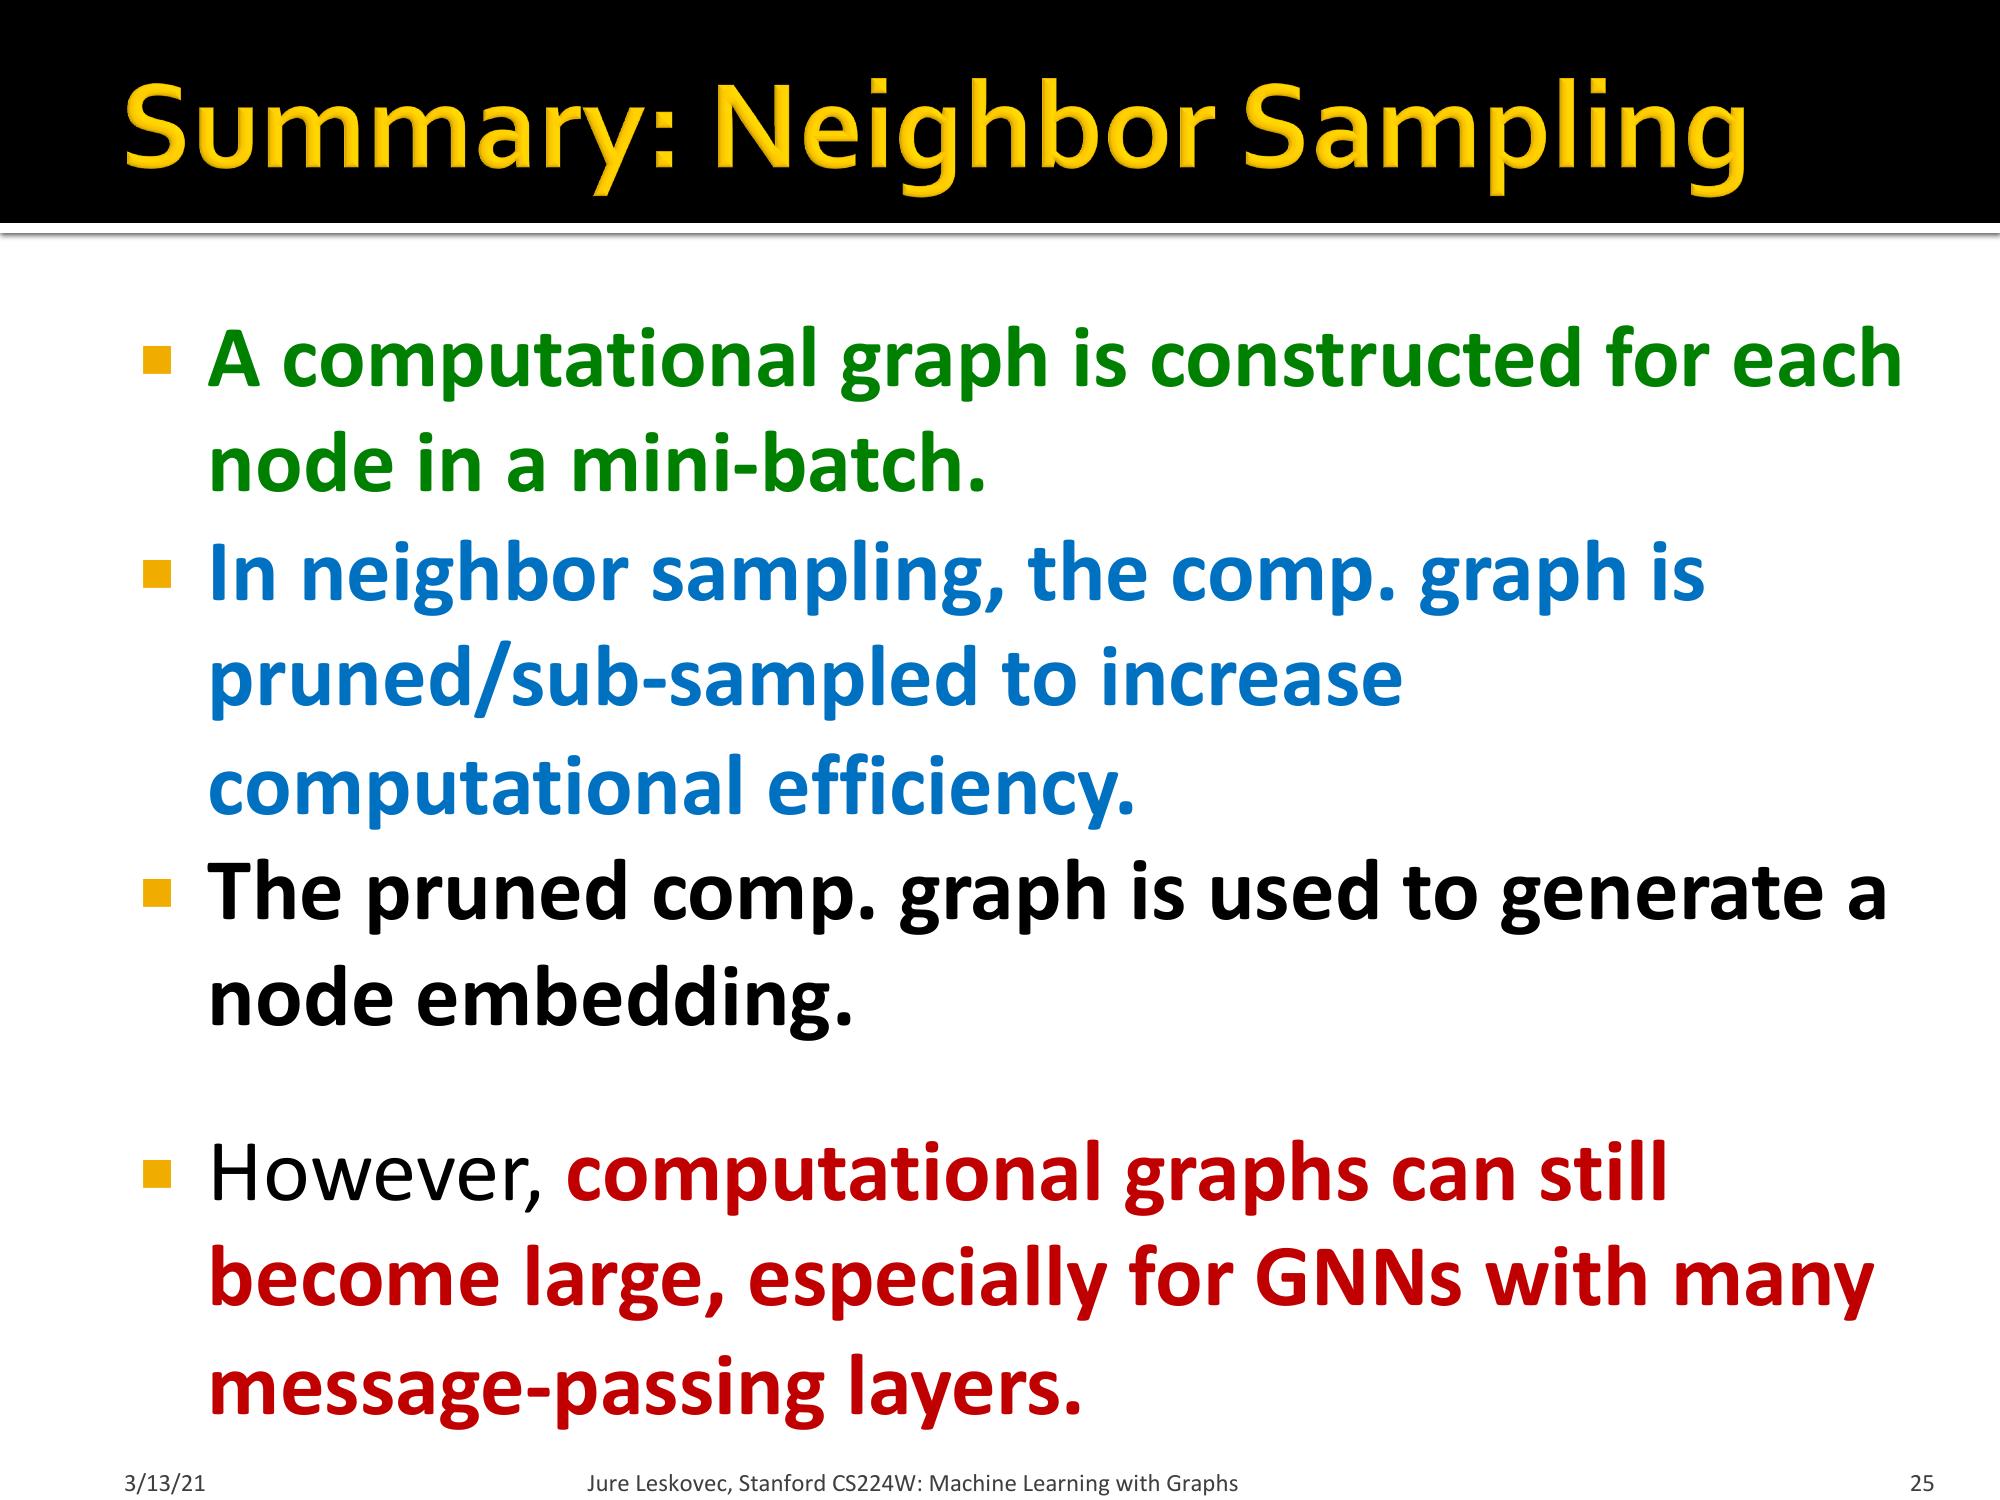 Summary: Neighbor Sampling
A computational graph is constructed for each
node in a mini-batch.
In neighbor sampling, the comp. graph is
pruned/sub-sampled to increase
computational efficiency.
The pruned comp. graph is used to generate a
node embedding.
However, computational graphs can still
become large, especially for GNNs with many
message-passing layers.
3/13/21 Jure Leskovec, Stanford CS224W: Machine Learning with Graphs 25